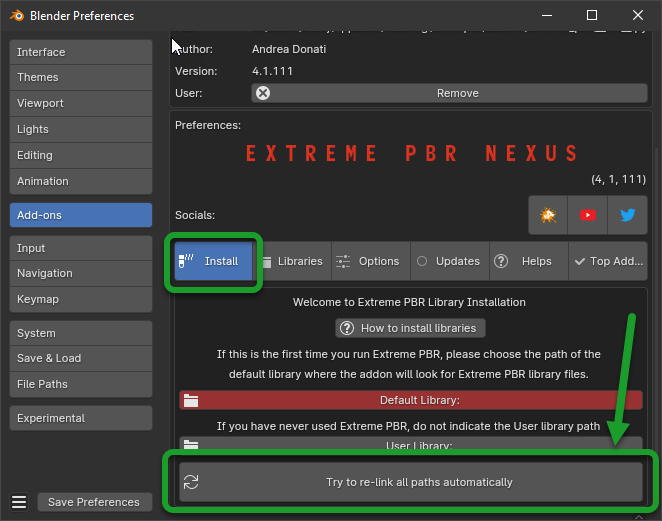 Blender Preferences
Interface
Themes
Viewport
Lights
Editing
Animation
Add-ons
Input
Navigation
Keymap
System
Save & Load
File Paths
Experimental
Save Preferences
Author: Andrea Donati
Version: 4.1.111
User: Remove
Preferences:
EXTREME PBR NEXUS
(4, 1, 111)
Socials:
Install Libraries Options Updates Helps Top Add...
Welcome to Extreme PBR Library Installation
How to install libraries
If this is the first time you run Extreme PBR, please choose the path of the
default library where the addon will look for Extreme PBR library files.
Default Library:
If you have never used Extreme PBR, do not indicate the User library path
User Library:
Try to re-link all paths automatically